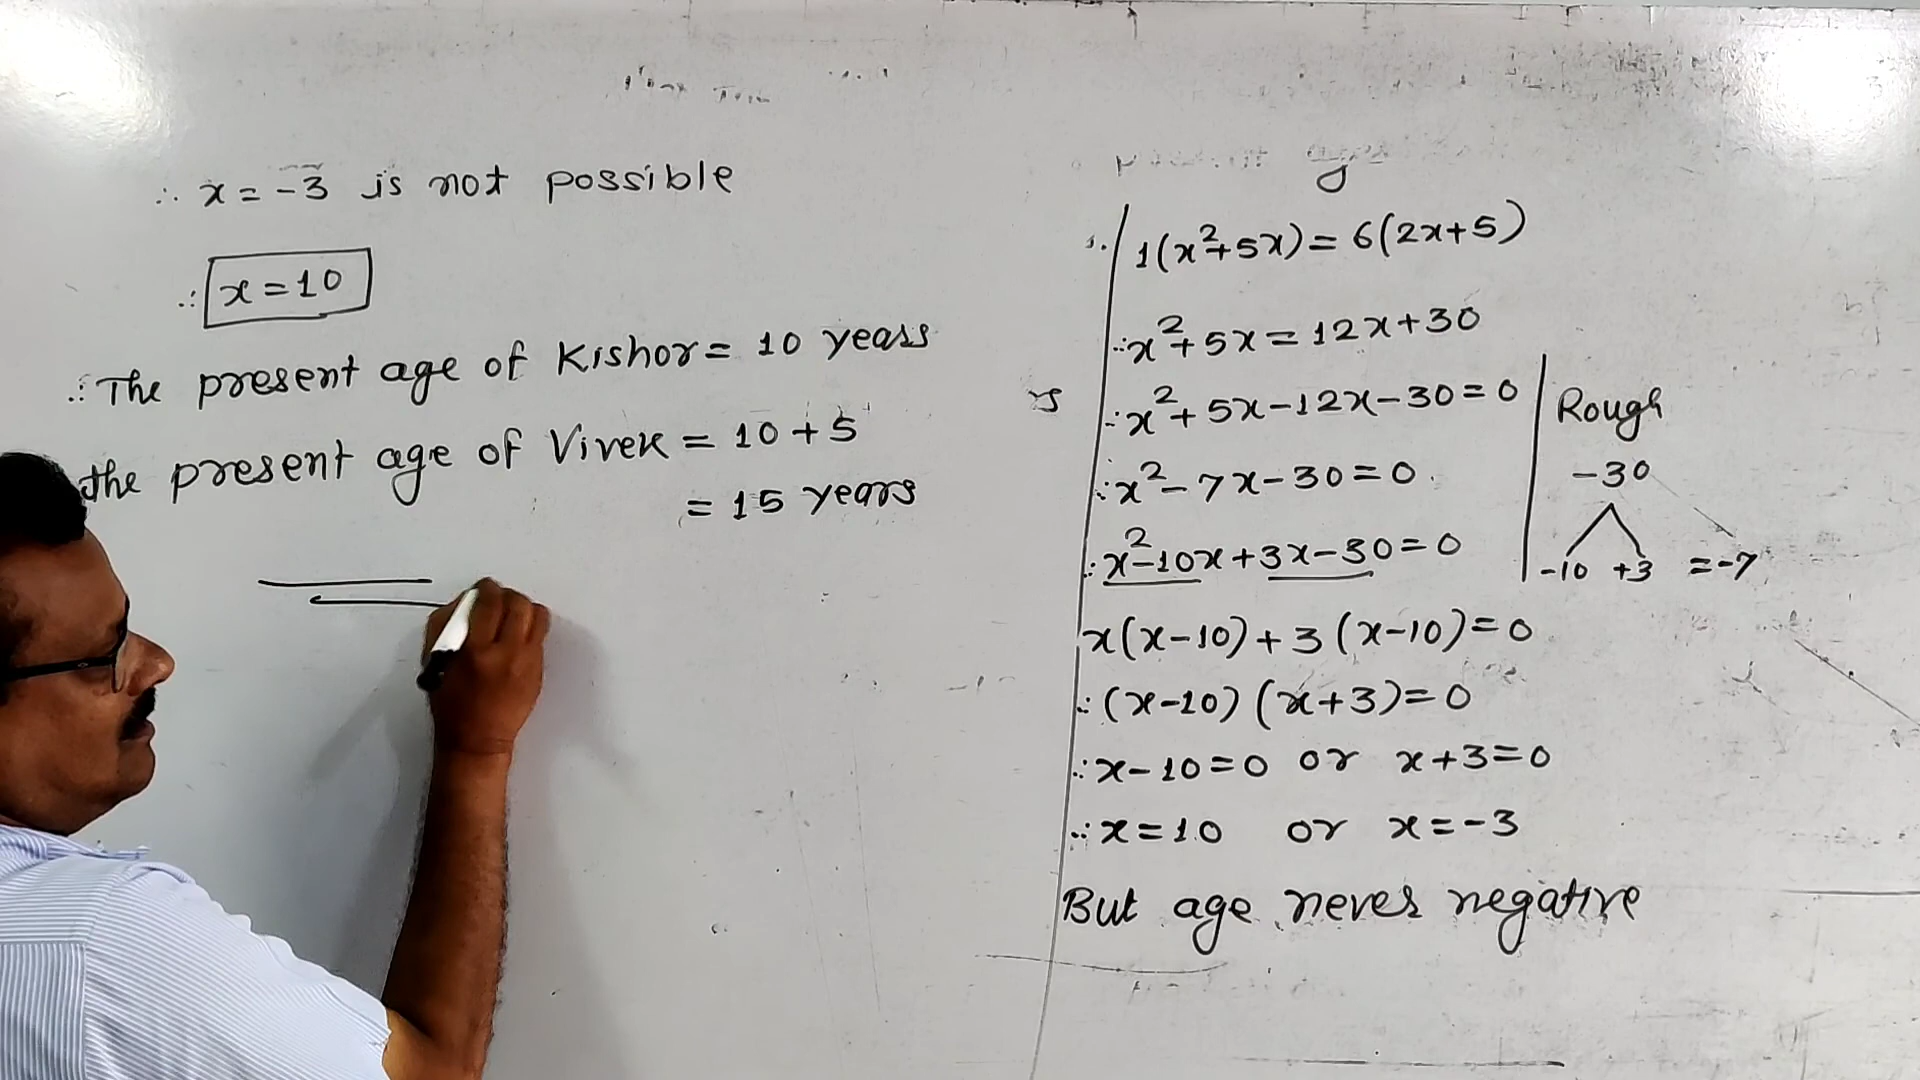 ∴ x = -3 is not possible
∴ x = 10
∴ The present age of Kishor = 10 years
the present age of Vivek = 10 + 5
= 15 years
1(x²+5x) = 6(2x+5)
∴ x²+5x = 12x+30
∴ x²+5x-12x-30=0
∴ x²-7x-30=0
∴ x²-10x+3x-30=0
x(x-10)+3(x-10)=0
∴ (x-10)(x+3)=0
∴ x-10=0 or x+3=0
∴ x=10 or x=-3
But age never negative
Rough
-30
-10 +3 = -7